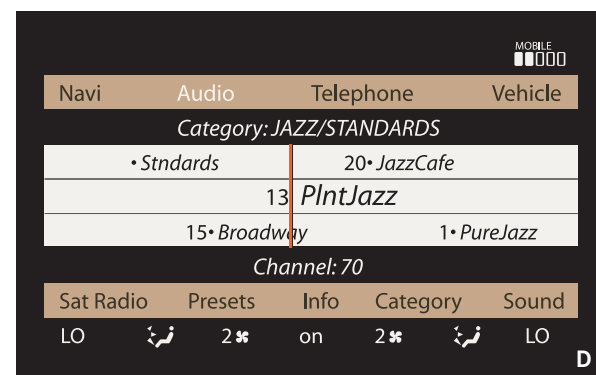 MOBILE
Navi Audio Telephone Vehicle
Category: JAZZ/STANDARDS
• Stndards 20• JazzCafe
13 PlntJazz
15• Broadway 1• PureJazz
Channel: 70
Sat Radio Presets Info Category Sound
LO 2 on 2 LO
D